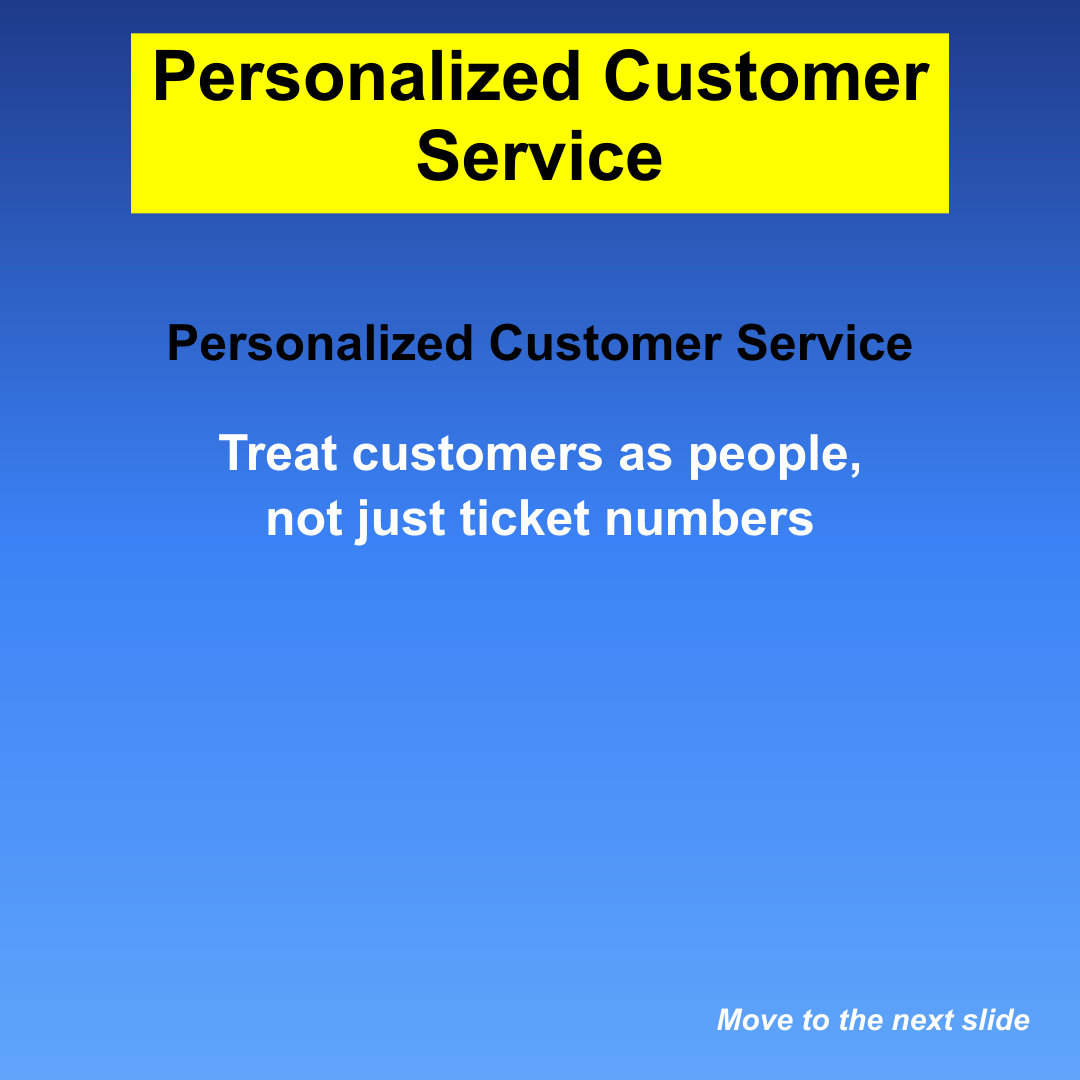 Personalized Customer
Service
Personalized Customer Service
Treat customers as people,
not just ticket numbers
Move to the next slide